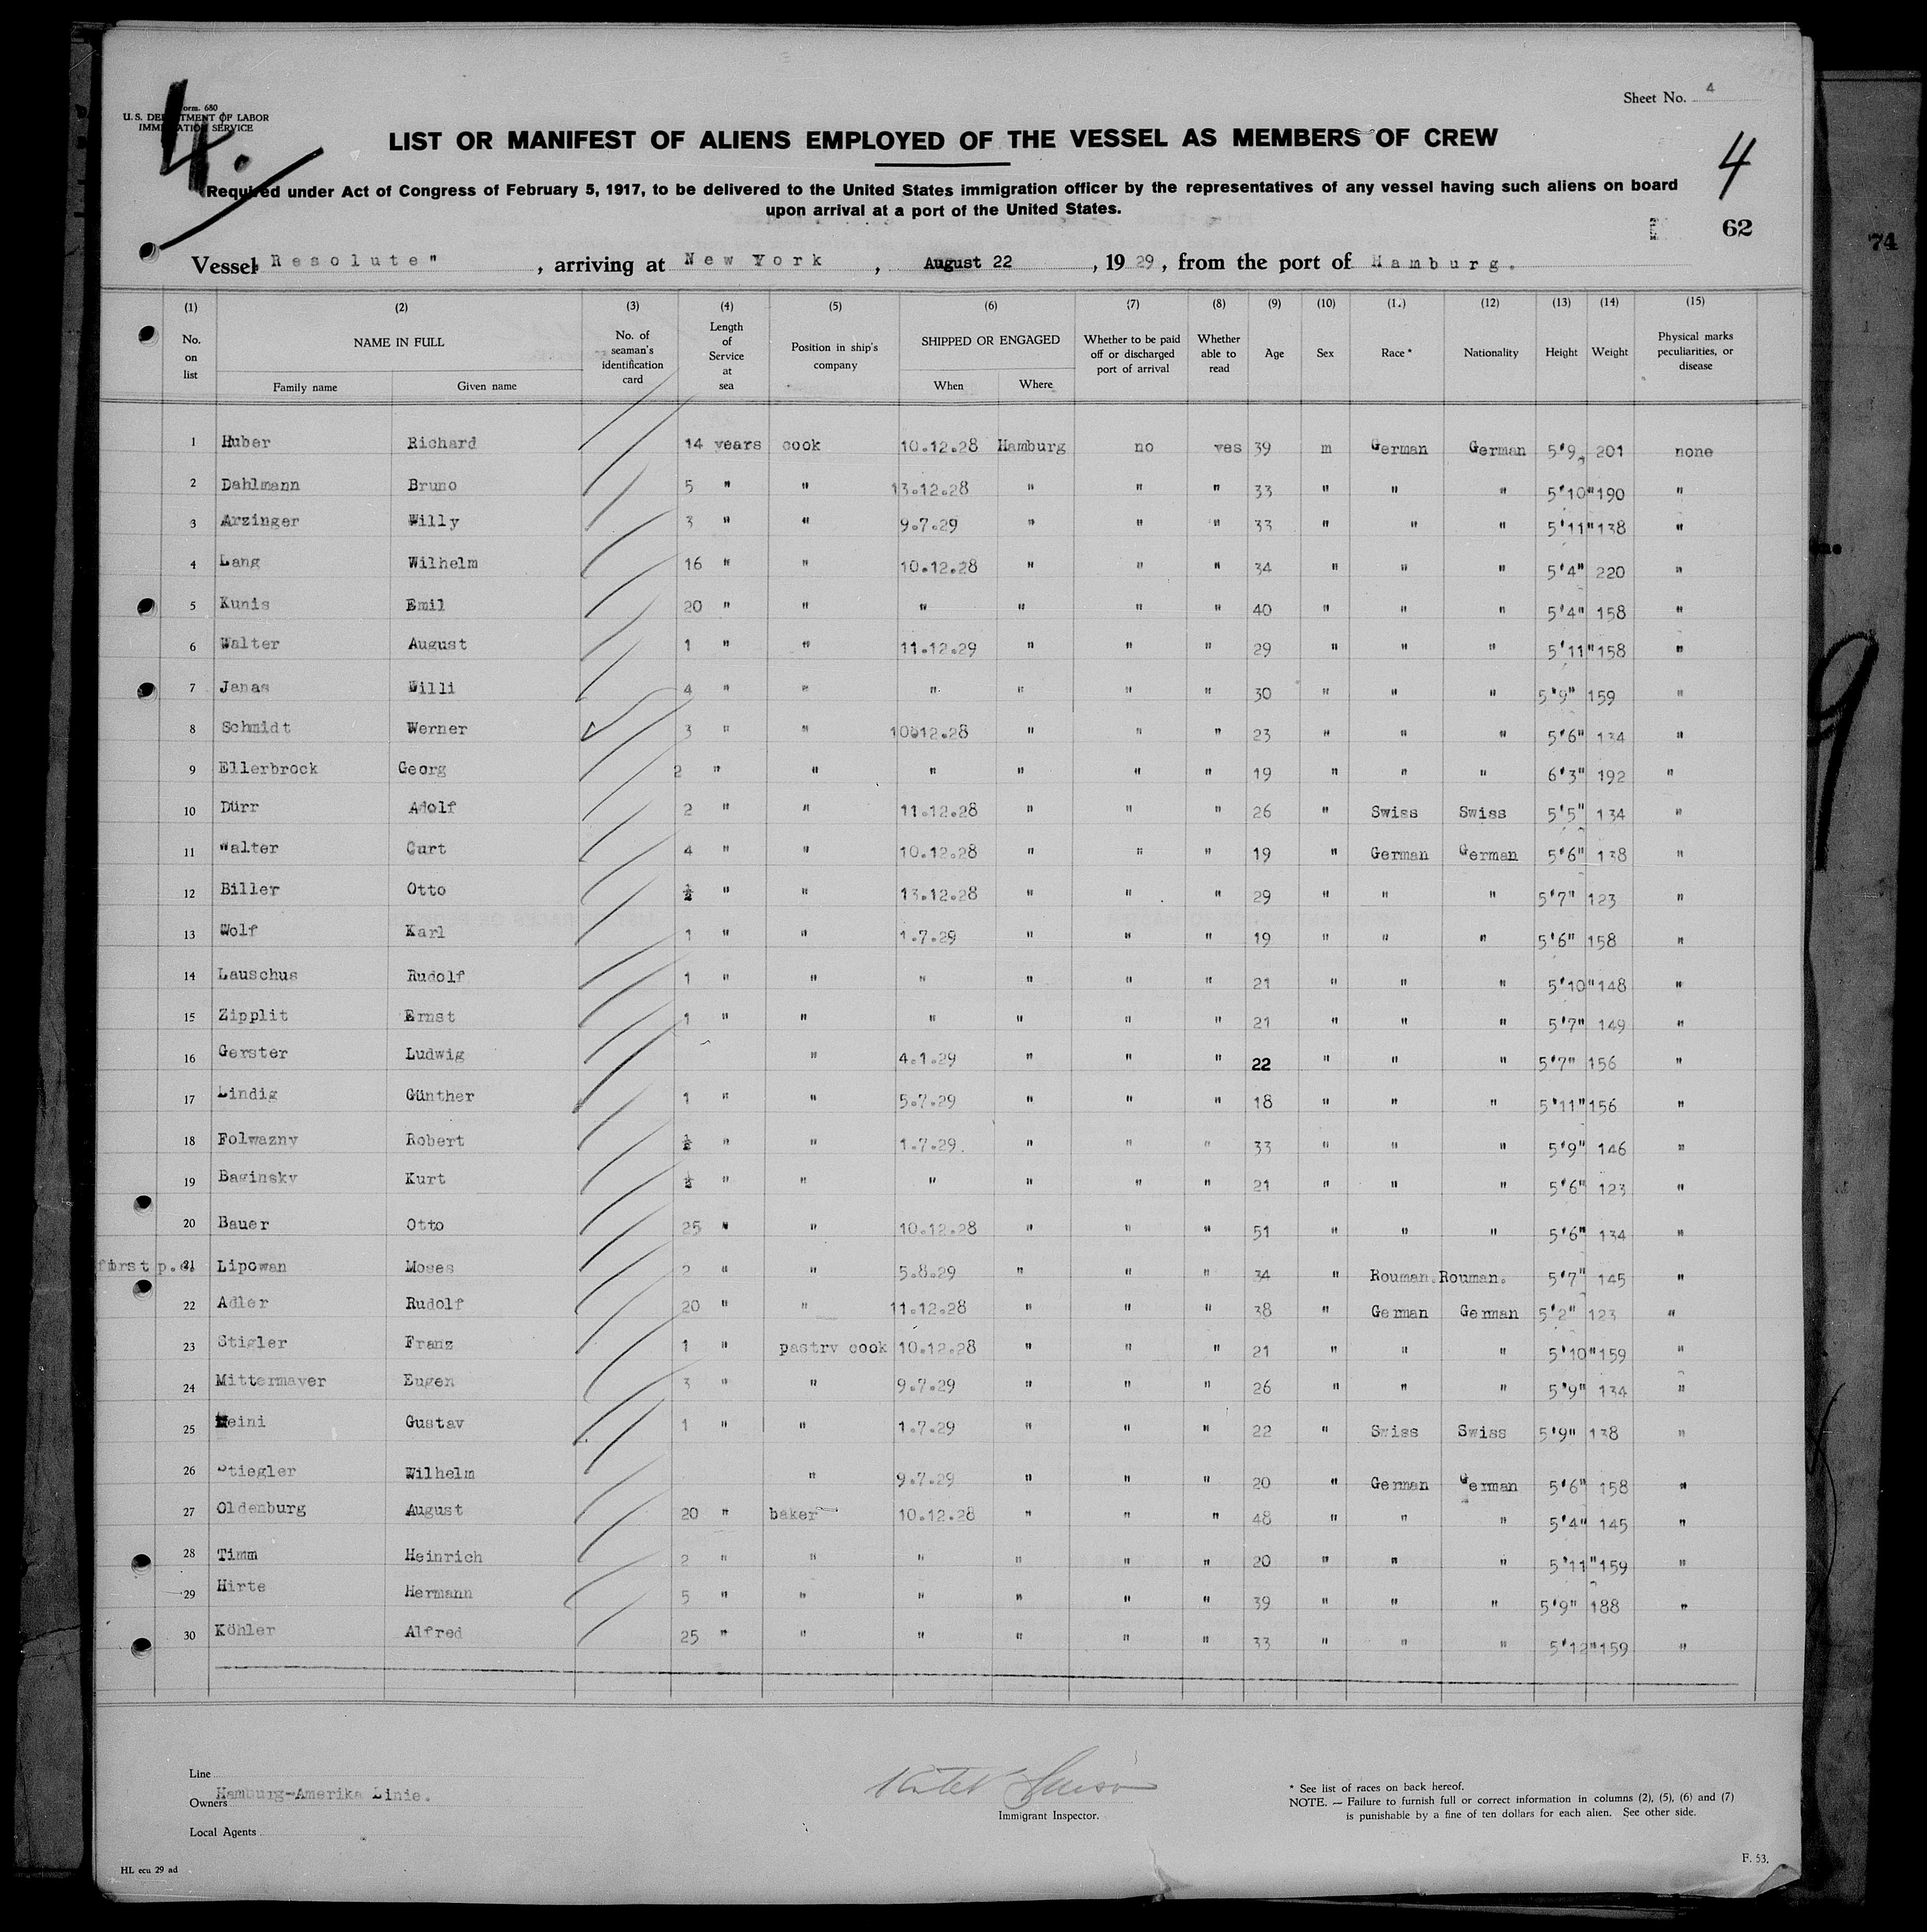 Sheet No. 4
Form. 680
U.S. DEPARTMENT OF LABOR
IMMIGRATION SERVICE
4.
LIST OR MANIFEST OF ALIENS EMPLOYED OF THE VESSEL AS MEMBERS OF CREW
4
Required under Act of Congress of February 5, 1917, to be delivered to the United States immigration officer by the representatives of any vessel having such aliens on board
upon arrival at a port of the United States.
62
74
Vessel Resolute" , arriving at New York , August 22 , 1929 , from the port of Hamburg.
(1) (2) (3) (4) (5) (6) (7) (8) (9) (10) (1.) (12) (13) (14) (15)
No. on list NAME IN FULL Family name Given name No. of seaman's identification card Length of Service at sea Position in ship's company SHIPPED OR ENGAGED When Where Whether to be paid off or discharged port of arrival Whether able to read Age Sex Race * Nationality Height Weight Physical marks peculiarities, or disease
1 Huber Richard 14 years cook 10.12.28 Hamburg no yes 39 m German German 5'9, 201 none
2 Dahlmann Bruno 5 " " 13.12.28 " " " 33 " " " 5'10" 190 "
3 Arzinger Willy 3 " " 9.7.29 " " " 33 " " " 5'11" 138 "
4 Lang Wilhelm 16 " " 10.12.28 " " " 34 " " " 5'4" 220 "
5 Kunis Emil 20 " " " " " " 40 " " " 5'4" 158 "
6 Walter August 1 " " 11.12.29 " " " 29 " " " 5'11" 158 "
7 Janas Willi 4 " " " " " " 30 " " " 5'9" 159 "
8 Schmidt Werner 3 " " 10.12.28 " " " 23 " " " 5'6" 134 "
9 Ellerbrock Georg 2 " " " " " " 19 " " " 6'3" 192 "
10 Dürr Adolf 2 " " 11.12.28 " " " 26 " Swiss Swiss 5'5" 134 "
11 Walter Curt 4 " " 10.12.28 " " " 19 " German German 5'6" 138 "
12 Biller Otto ½ " " 13.12.28 " " " 29 " " " 5'7" 123 "
13 Wolf Karl 1 " " 1.7.29 " " " 19 " " " 5'6" 158 "
14 Lauschus Rudolf 1 " " " " " " 21 " " " 5'10" 148 "
15 Zipplit Ernst 1 " " " " " " 21 " " " 5'7" 149 "
16 Gerster Ludwig " 4.1.29 " " " 22 " " " 5'7" 156 "
17 Lindig Günther 1 " " 5.7.29 " " " 18 " " " 5'11" 156 "
18 Folwazny Robert ½ " " 1.7.29. " " " 33 " " " 5'9" 146 "
19 Baginsky Kurt ½ " " " " " " 21 " " " 5'6" 123 "
20 Bauer Otto 25 " " 10.12.28 " " " 51 " " " 5'6" 134 "
first p. 21 Lipowan Moses 2 " " 5.8.29 " " " 34 " Rouman. Rouman. 5'7" 145 "
22 Adler Rudolf 20 " " 11.12.28 " " " 38 " German German 5'2" 123 "
23 Stigler Franz 1 " pastry cook 10.12.28 " " " 21 " " " 5'10" 159 "
24 Mittermayer Eugen 3 " " 9.7.29 " " " 26 " " " 5'9" 134 "
25 Heini Gustav 1 " " 1.7.29 " " " 22 " Swiss Swiss 5'9" 138 "
26 Stiegler Wilhelm " 9.7.29 " " " 20 " German German 5'6" 158 "
27 Oldenburg August 20 " baker 10.12.28 " " " 48 " " " 5'4" 145 "
28 Timm Heinrich 2 " " " " " " 20 " " " 5'11" 159 "
29 Hirte Hermann 5 " " " " " " 39 " " " 5'9" 188 "
30 Köhler Alfred 25 " " " " " " 33 " " " 5'12" 159 "
Line
Owners Hamburg-Amerika Linie.
Local Agents
Immigrant Inspector.
* See list of races on back hereof.
NOTE. — Failure to furnish full or correct information in columns (2), (5), (6) and (7)
is punishable by a fine of ten dollars for each alien. See other side.
HL ecu 29 ad
F. 53.